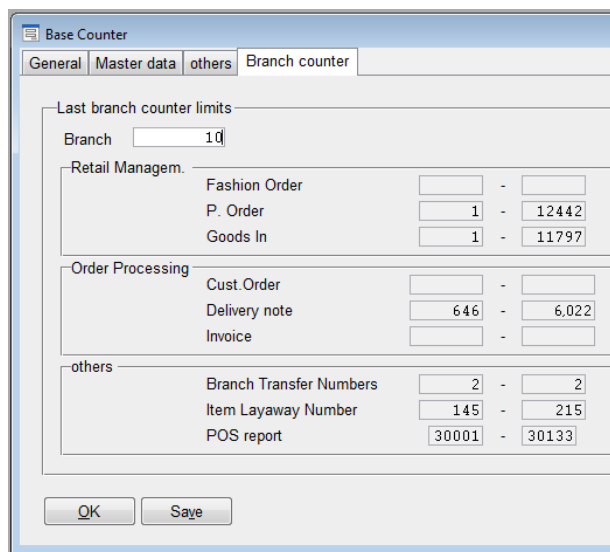 Base Counter
General Master data others Branch counter
Last branch counter limits
Branch 10
Retail Managem.
Fashion Order -
P. Order 1 - 12442
Goods In 1 - 11797
Order Processing
Cust.Order -
Delivery note 646 - 6,022
Invoice -
others
Branch Transfer Numbers 2 - 2
Item Layaway Number 145 - 215
POS report 30001 - 30133
OK Save